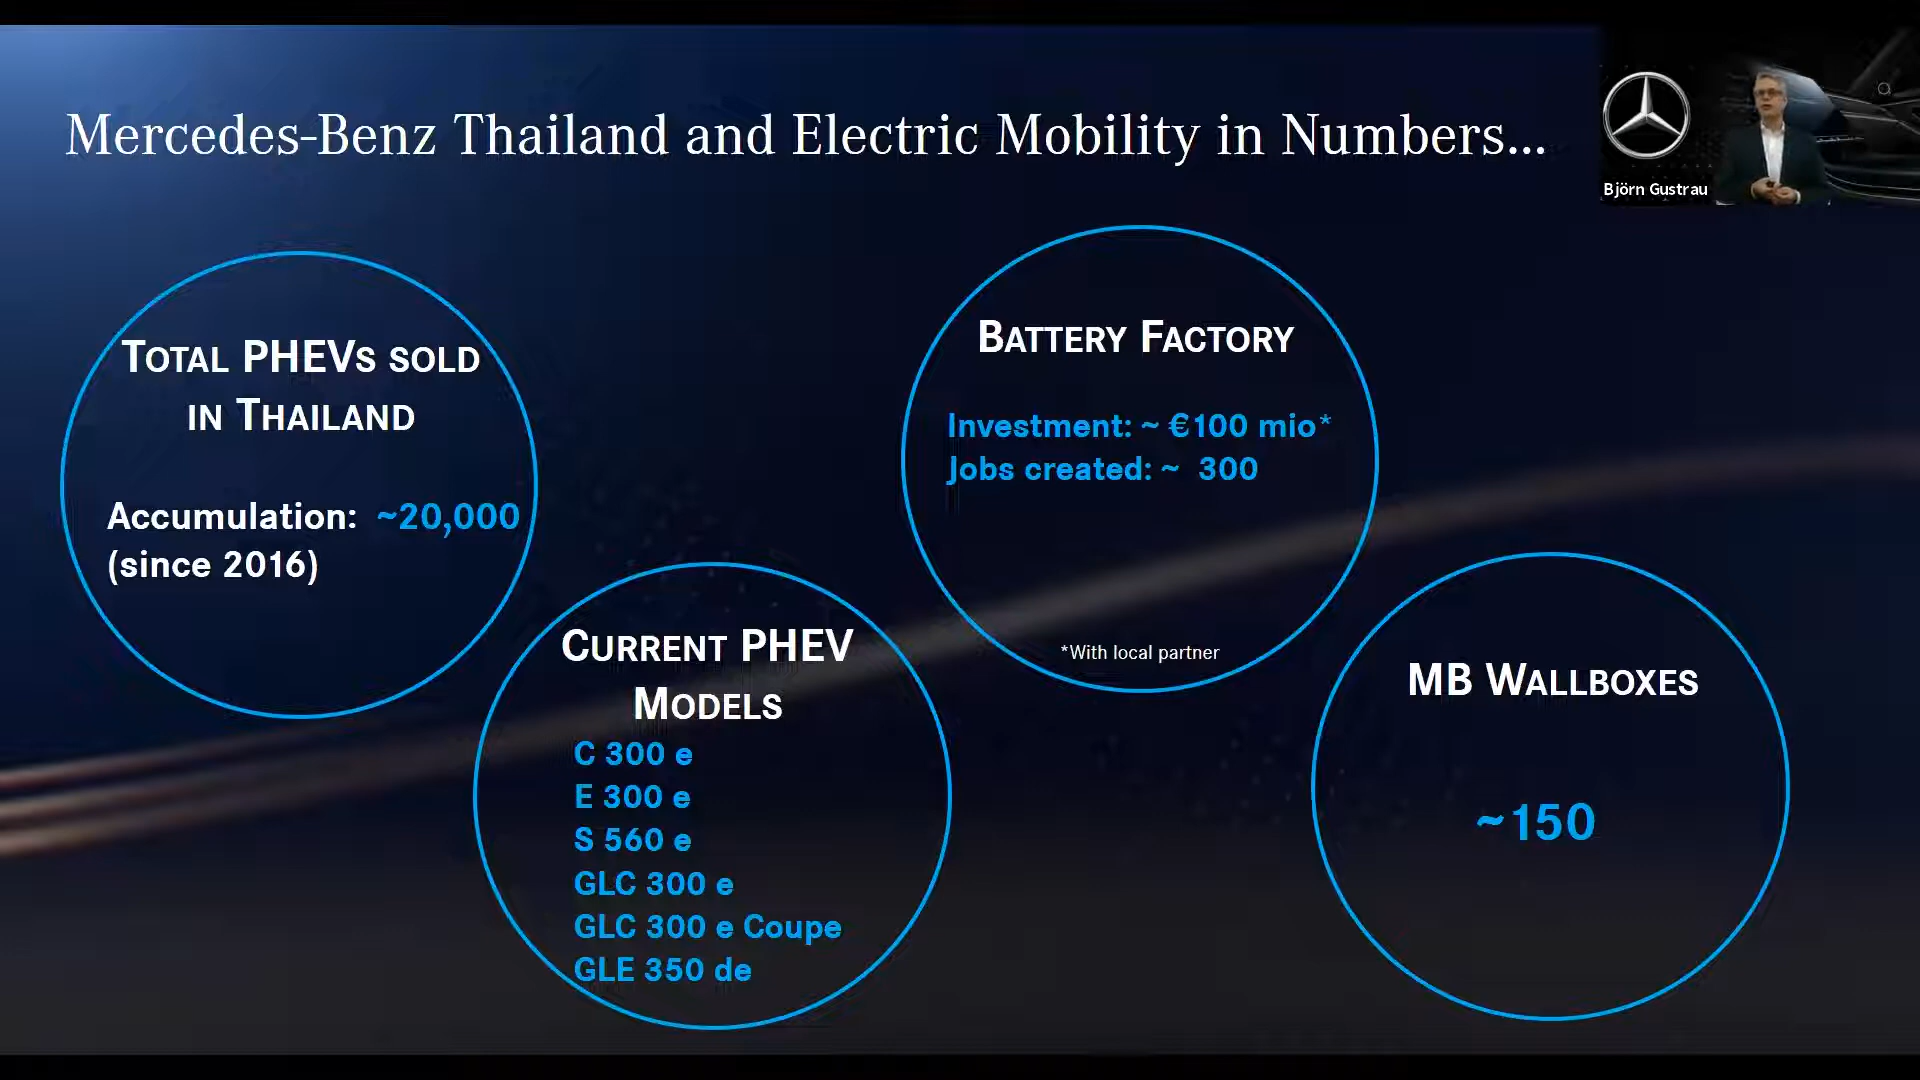 Mercedes-Benz Thailand and Electric Mobility in Numbers...
Björn Gustrau
TOTAL PHEVS SOLD
IN THAILAND
Accumulation: ~20,000
(since 2016)
CURRENT PHEV
MODELS
C 300 e
E 300 e
S 560 e
GLC 300 e
GLC 300 e Coupe
GLE 350 de
BATTERY FACTORY
Investment: ~ €100 mio*
Jobs created: ~ 300
*With local partner
MB WALLBOXES
~150